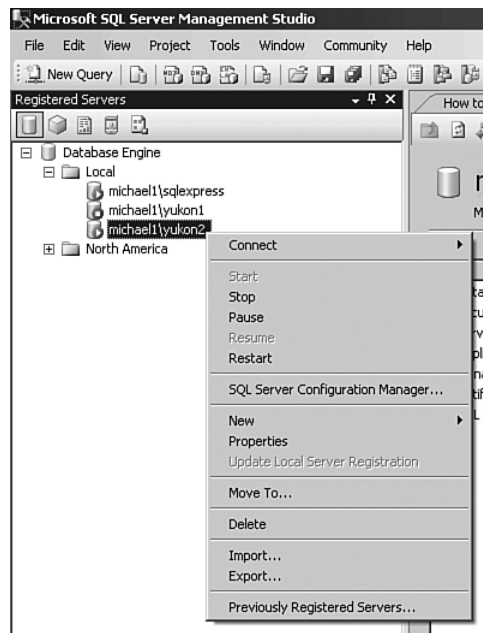 Microsoft SQL Server Management Studio
File Edit View Project Tools Window Community Help
New Query
Registered Servers
How to
Database Engine
Local
michael1\sqlexpress
michael1\yukon1
michael1\yukon2
North America
Connect
Start
Stop
Pause
Resume
Restart
SQL Server Configuration Manager...
New
Properties
Update Local Server Registration
Move To...
Delete
Import...
Export...
Previously Registered Servers...